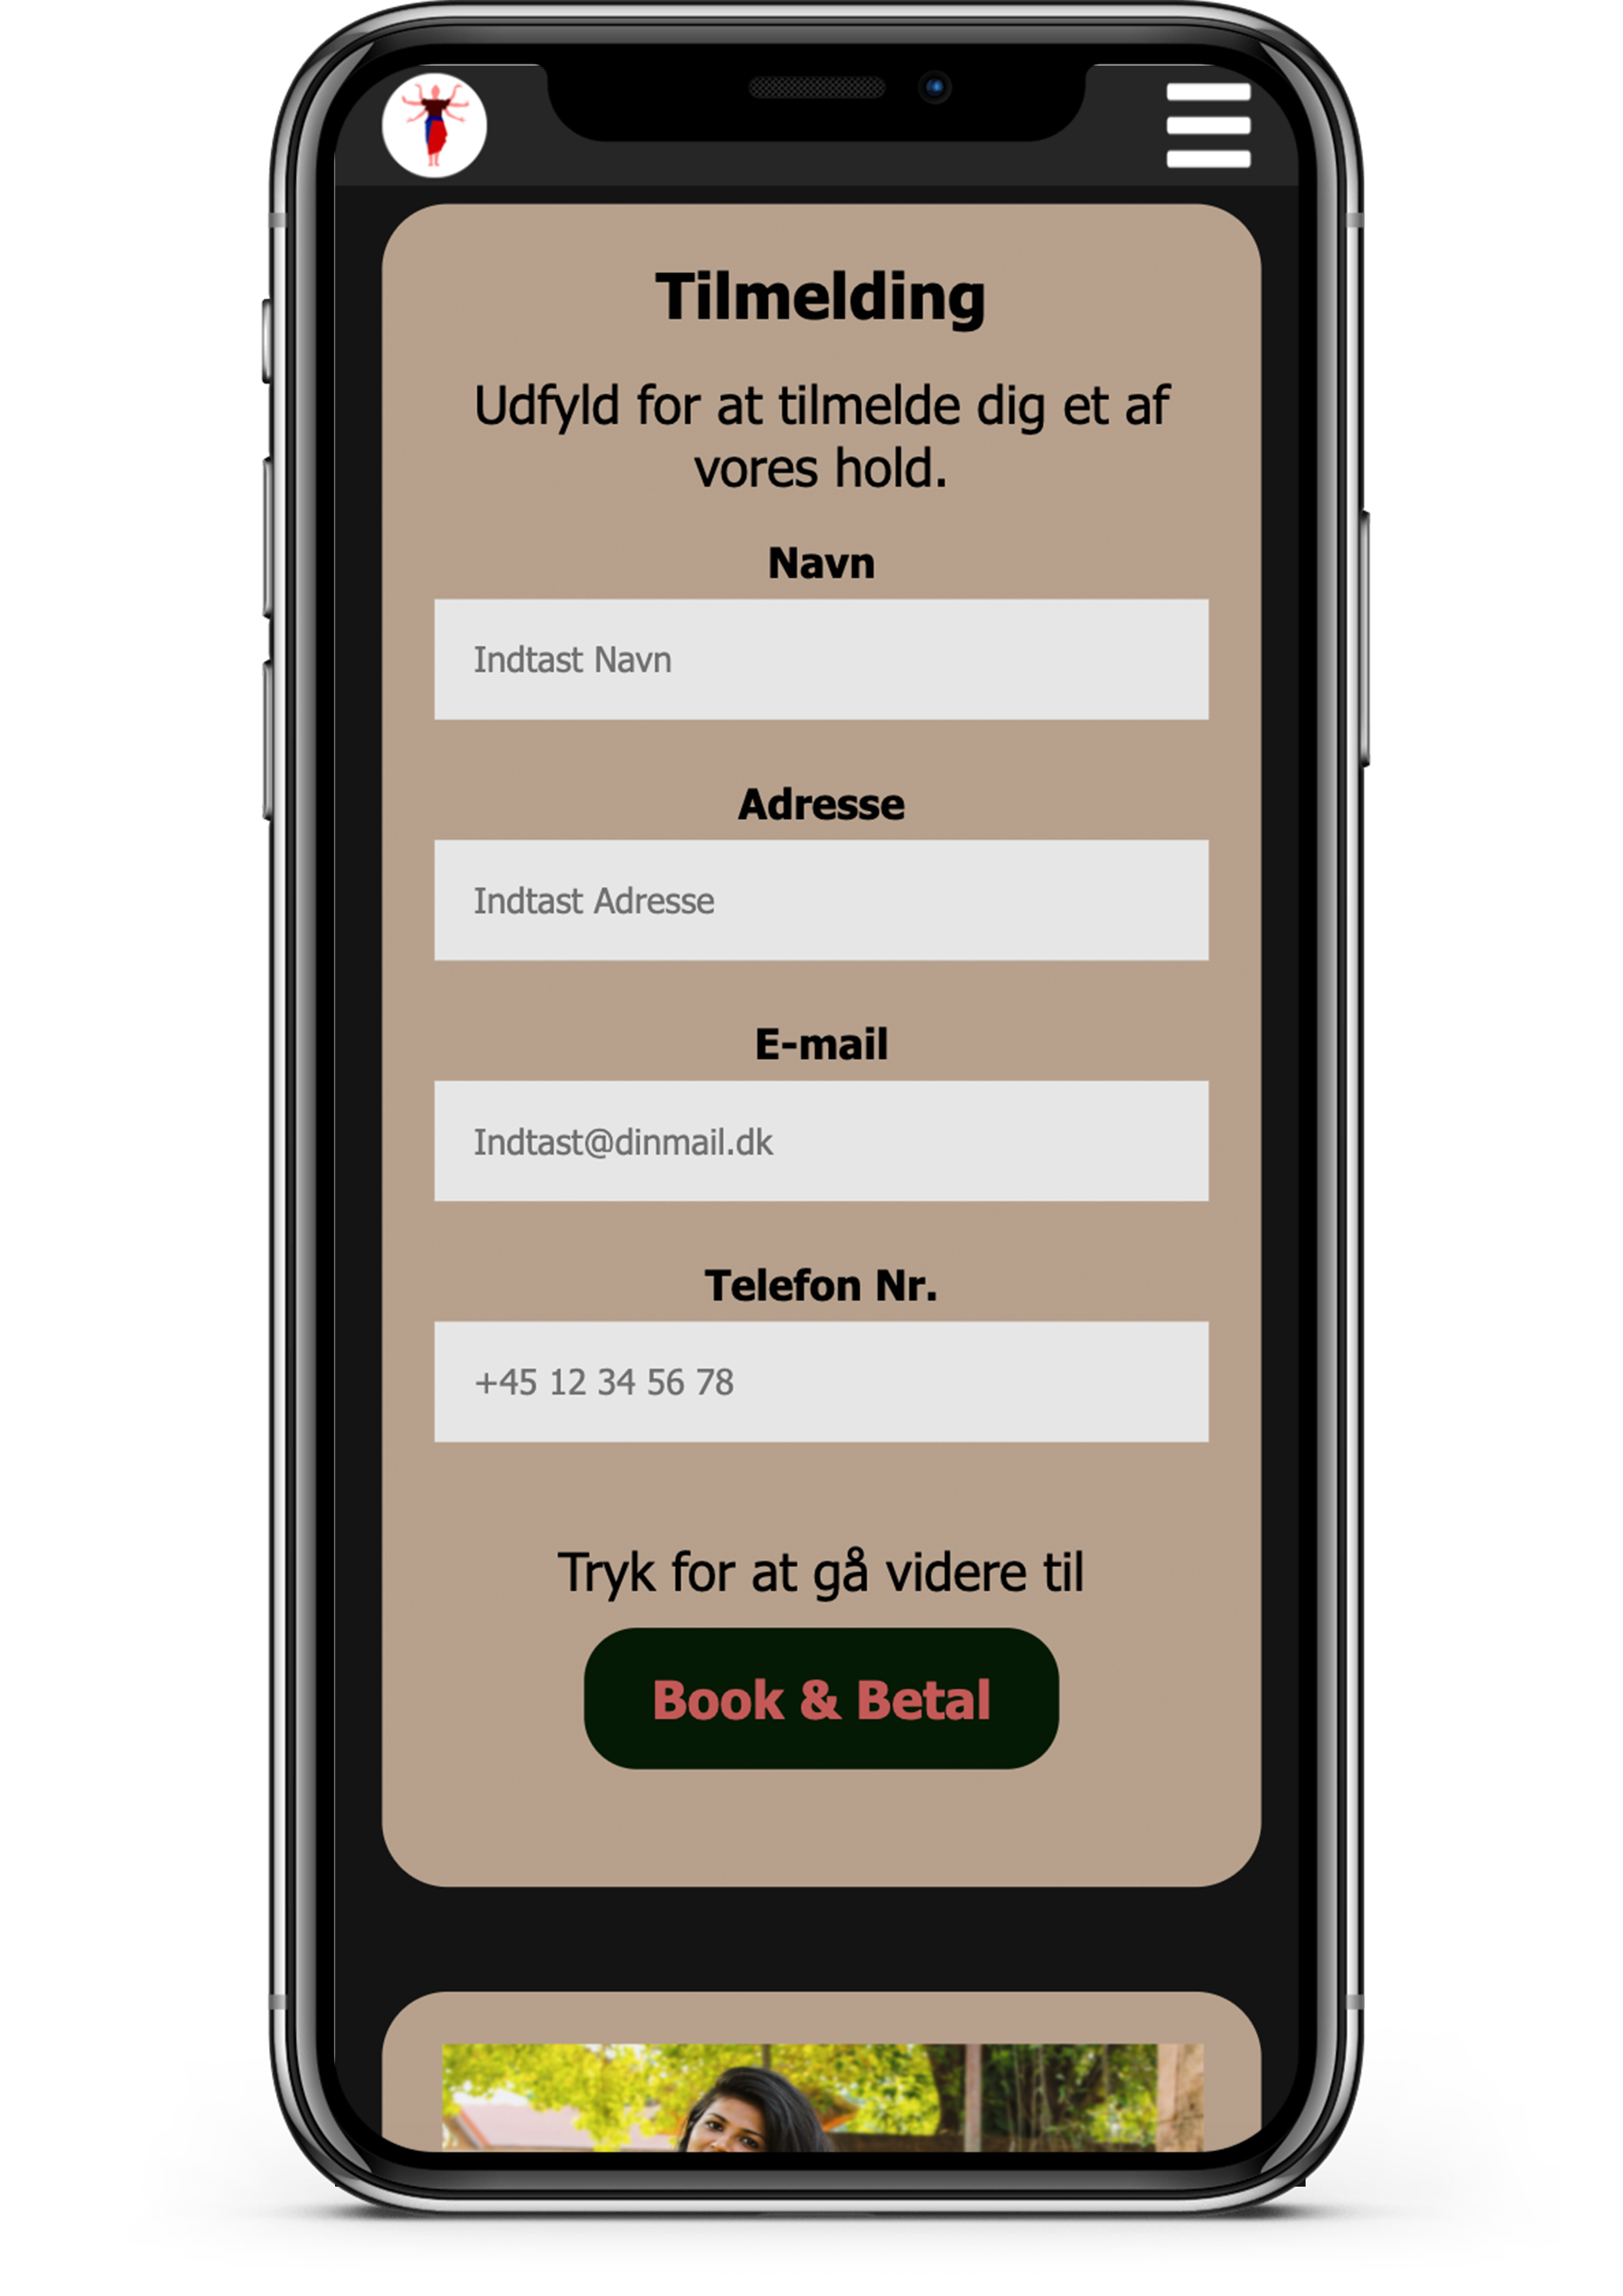 Tilmelding
Udfyld for at tilmelde dig et af
vores hold.
Navn
Indtast Navn
Adresse
Indtast Adresse
E-mail
Indtast@dinmail.dk
Telefon Nr.
+45 12 34 56 78
Tryk for at gå videre til
Book & Betal